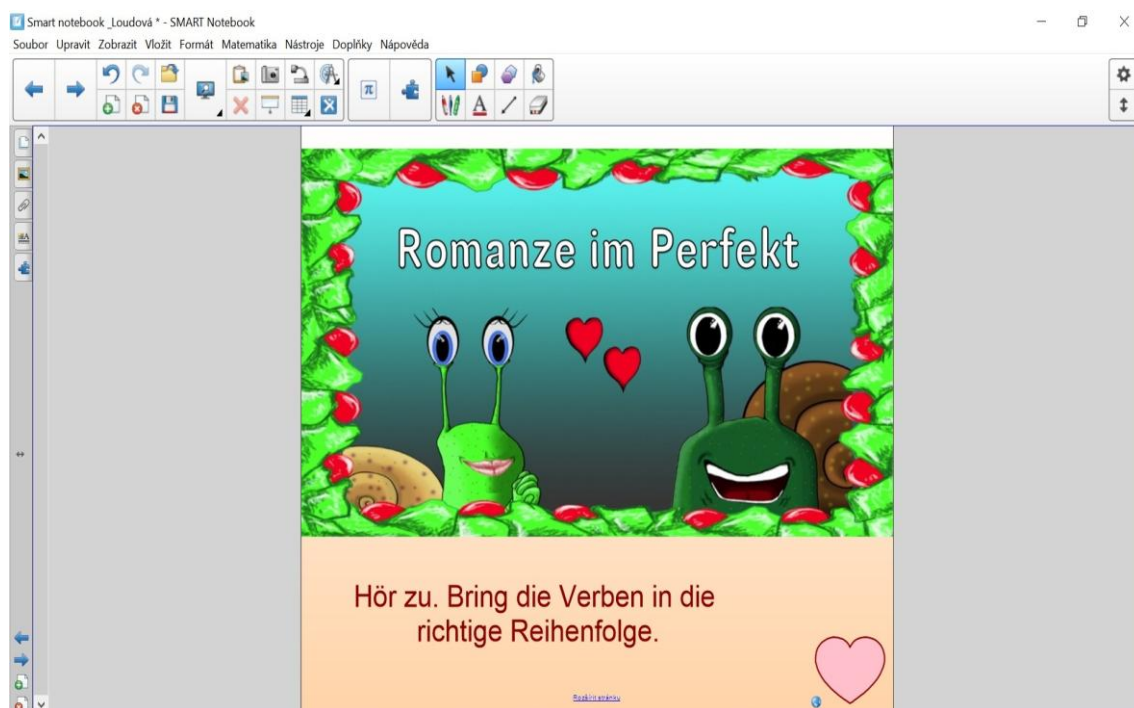 Smart notebook _Loudová * - SMART Notebook
Soubor Upravit Zobrazit Vložit Formát Matematika Nástroje Doplňky Nápověda
π
A
Romanze im Perfekt
Hör zu. Bring die Verben in die
richtige Reihenfolge.